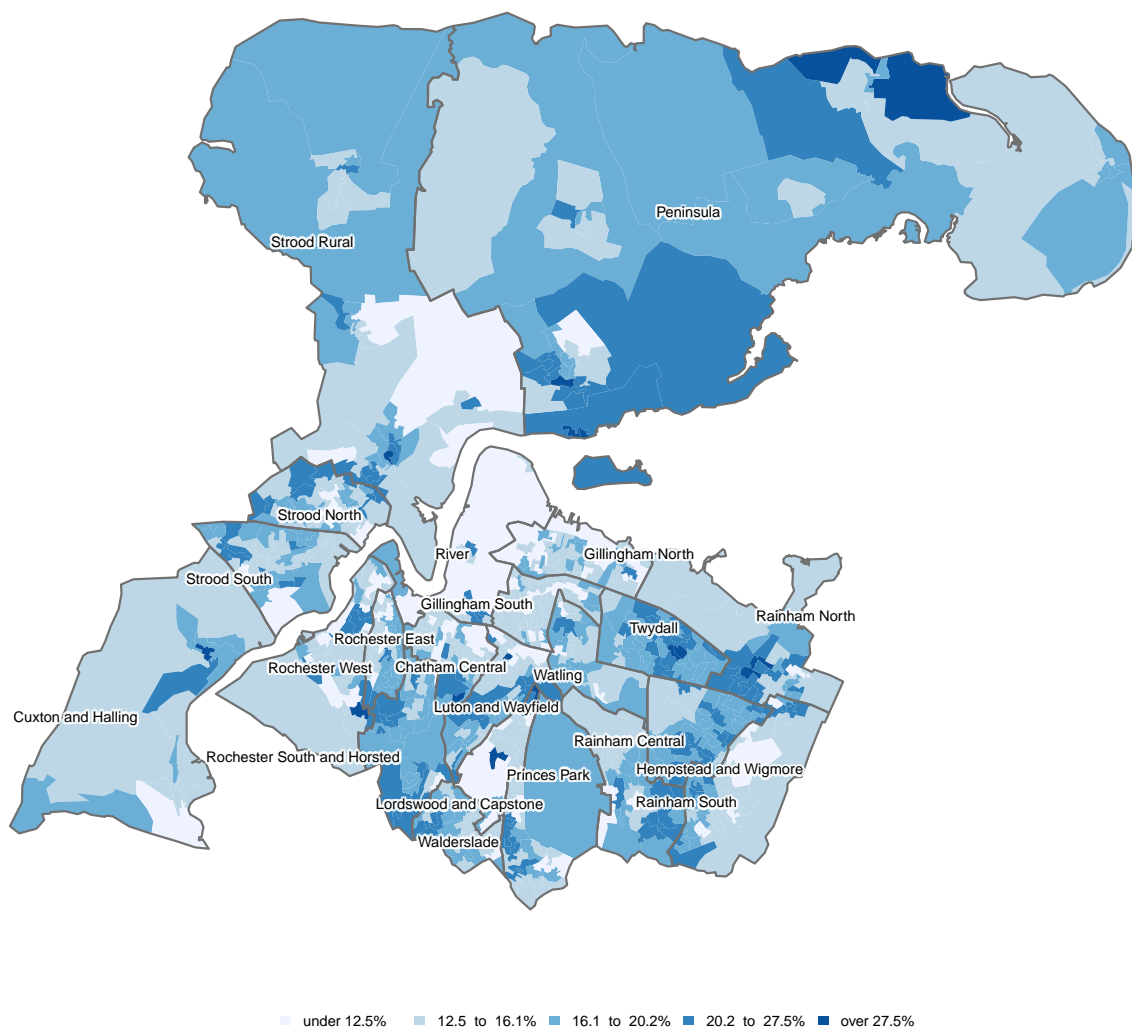 Peninsula
Strood Rural
Strood North
River
Gillingham North
Strood South
Gillingham South
Rainham North
Twydall
Rochester East
Rochester West
Chatham Central
Watling
Luton and Wayfield
Cuxton and Halling
Rainham Central
Rochester South and Horsted
Hempstead and Wigmore
Princes Park
Lordswood and Capstone
Rainham South
Walderslade
under 12.5% 12.5 to 16.1% 16.1 to 20.2% 20.2 to 27.5% over 27.5%